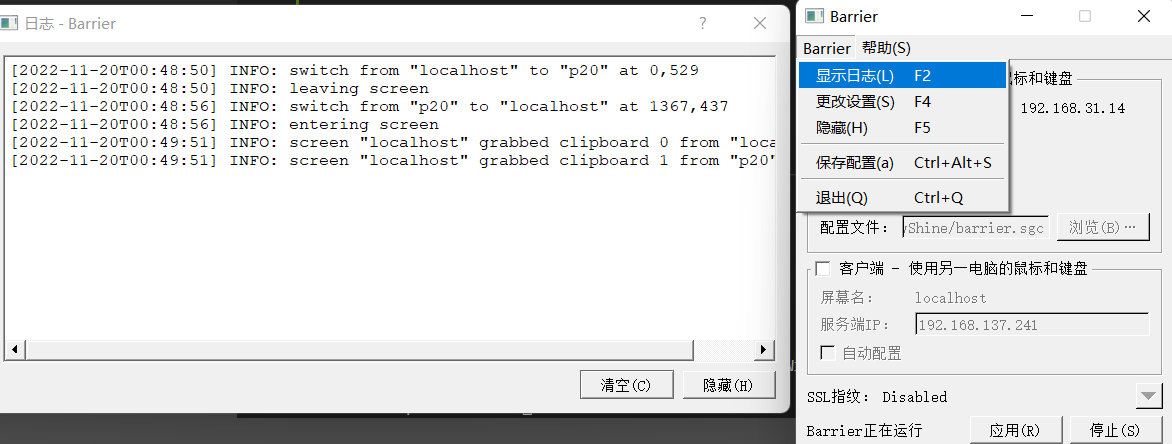 日志 - Barrier
[2022-11-20T00:48:50] INFO: switch from "localhost" to "p20" at 0,529
[2022-11-20T00:48:50] INFO: leaving screen
[2022-11-20T00:48:56] INFO: switch from "p20" to "localhost" at 1367,437
[2022-11-20T00:48:56] INFO: entering screen
[2022-11-20T00:49:51] INFO: screen "localhost" grabbed clipboard 0 from "loca
[2022-11-20T00:49:51] INFO: screen "localhost" grabbed clipboard 1 from "p20"
清空(C) 隐藏(H)
Barrier
Barrier 帮助(S)
显示日志(L) F2
更改设置(S) F4
隐藏(H) F5
保存配置(a) Ctrl+Alt+S
退出(Q) Ctrl+Q
鼠标和键盘
192.168.31.14
配置文件: yShine/barrier.sgc 浏览(B)…
客户端 - 使用另一电脑的鼠标和键盘
屏幕名: localhost
服务端IP: 192.168.137.241
自动配置
SSL指纹: Disabled
Barrier正在运行 应用(R) 停止(S)